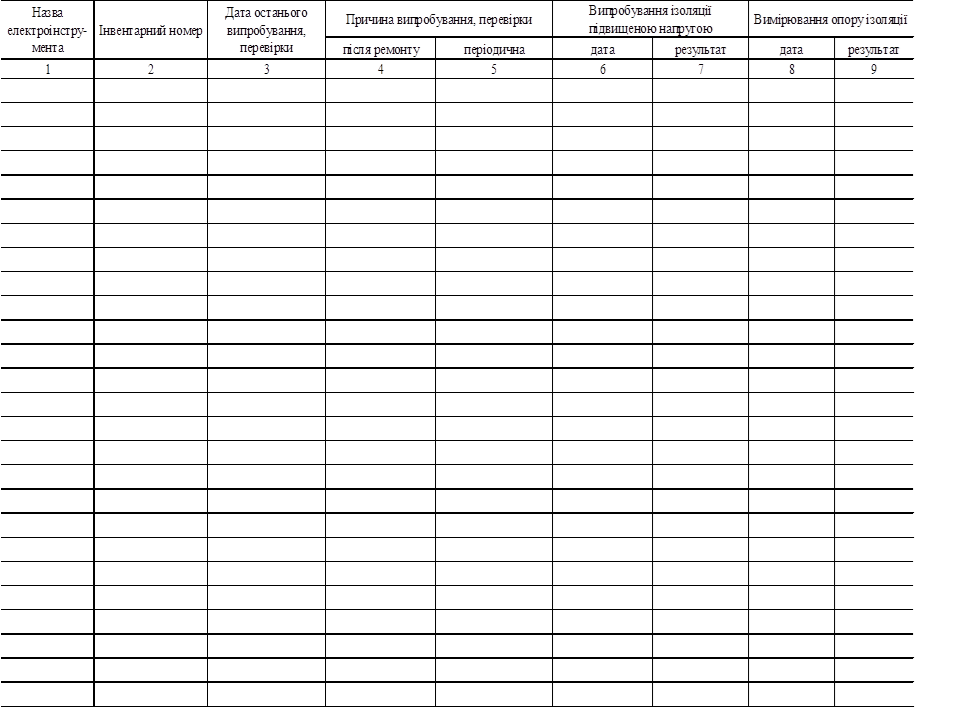 Назва
електроінстру-
мента
Інвентарний номер
Дата останього
випробування,
перевірки
Причина випробування, перевірки
Випробування ізоляції
підвищеною напругою
Вимірювання опору ізоляції
після ремонту
періодична
дата
результат
дата
результат
1 2 3 4 5 6 7 8 9